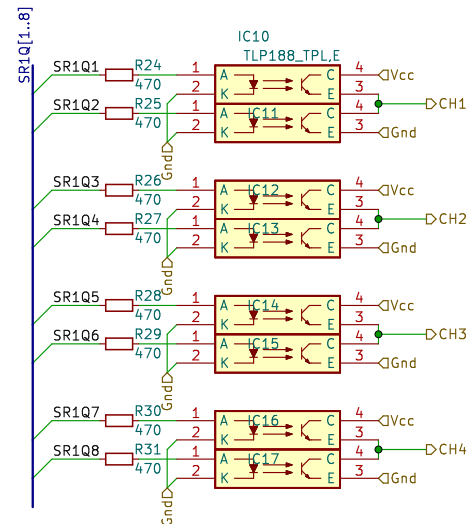 SR1Q[1..8]
IC10
TLP188_TPL,E
SR1Q1 R24 470 1 A C 4 Vcc
2 K E 3
CH1
SR1Q2 R25 470 1 A IC11 C 4
2 K E 3 Gnd
Gnd
SR1Q3 R26 470 1 A IC12 C 4 Vcc
2 K E 3
CH2
SR1Q4 R27 470 1 A IC13 C 4
2 K E 3 Gnd
Gnd
SR1Q5 R28 470 1 A IC14 C 4 Vcc
2 K E 3
CH3
SR1Q6 R29 470 1 A IC15 C 4
2 K E 3 Gnd
Gnd
SR1Q7 R30 470 1 A IC16 C 4 Vcc
2 K E 3
CH4
SR1Q8 R31 470 1 A IC17 C 4
2 K E 3 Gnd
Gnd